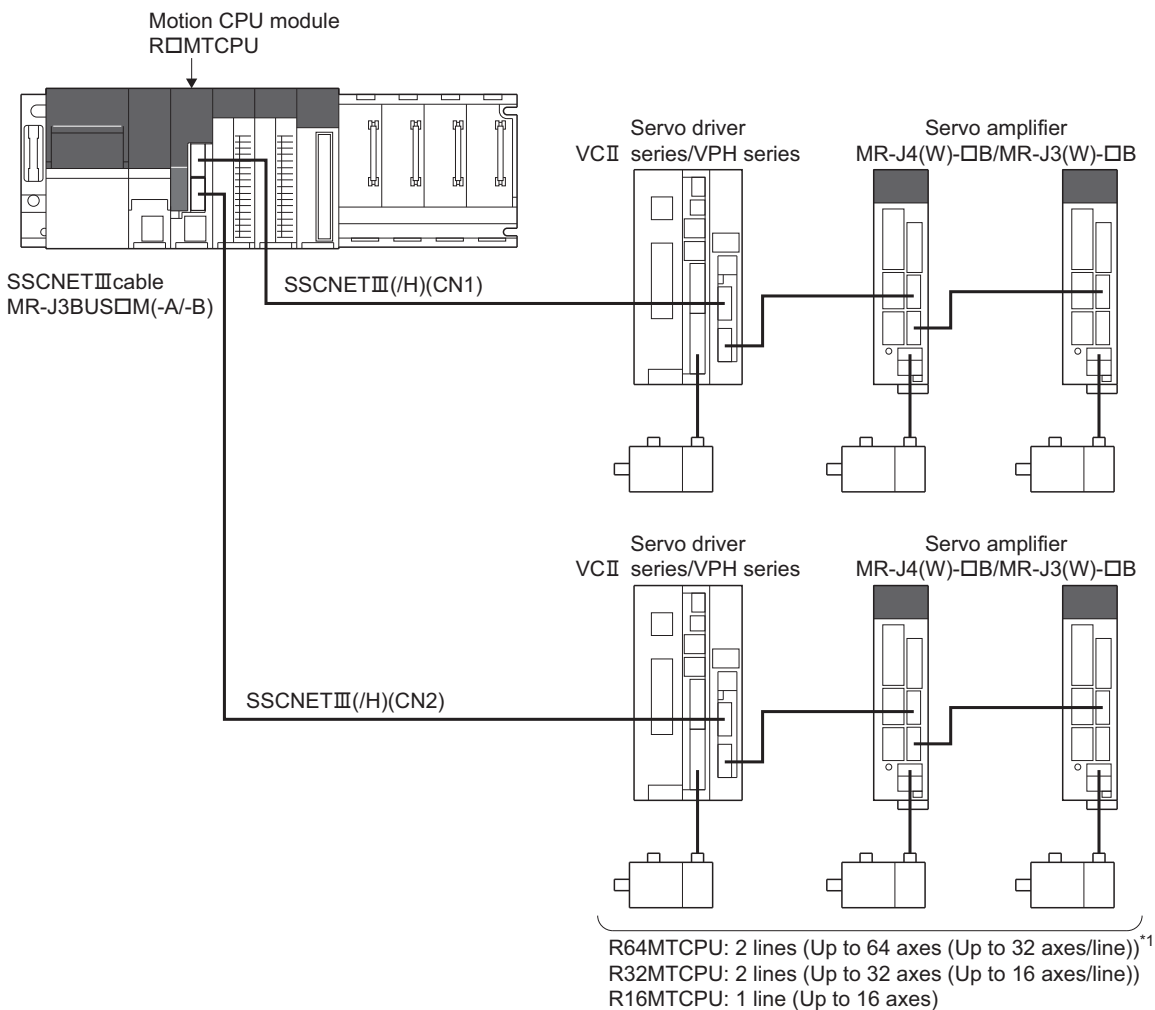 Motion CPU module
R□MTCPU
Servo driver
VCⅡ series/VPH series
Servo amplifier
MR-J4(W)-□B/MR-J3(W)-□B
SSCNETⅢcable
MR-J3BUS□M(-A/-B)
SSCNETⅢ(/H)(CN1)
Servo driver
VCⅡ series/VPH series
Servo amplifier
MR-J4(W)-□B/MR-J3(W)-□B
SSCNETⅢ(/H)(CN2)
R64MTCPU: 2 lines (Up to 64 axes (Up to 32 axes/line))*1
R32MTCPU: 2 lines (Up to 32 axes (Up to 16 axes/line))
R16MTCPU: 1 line (Up to 16 axes)